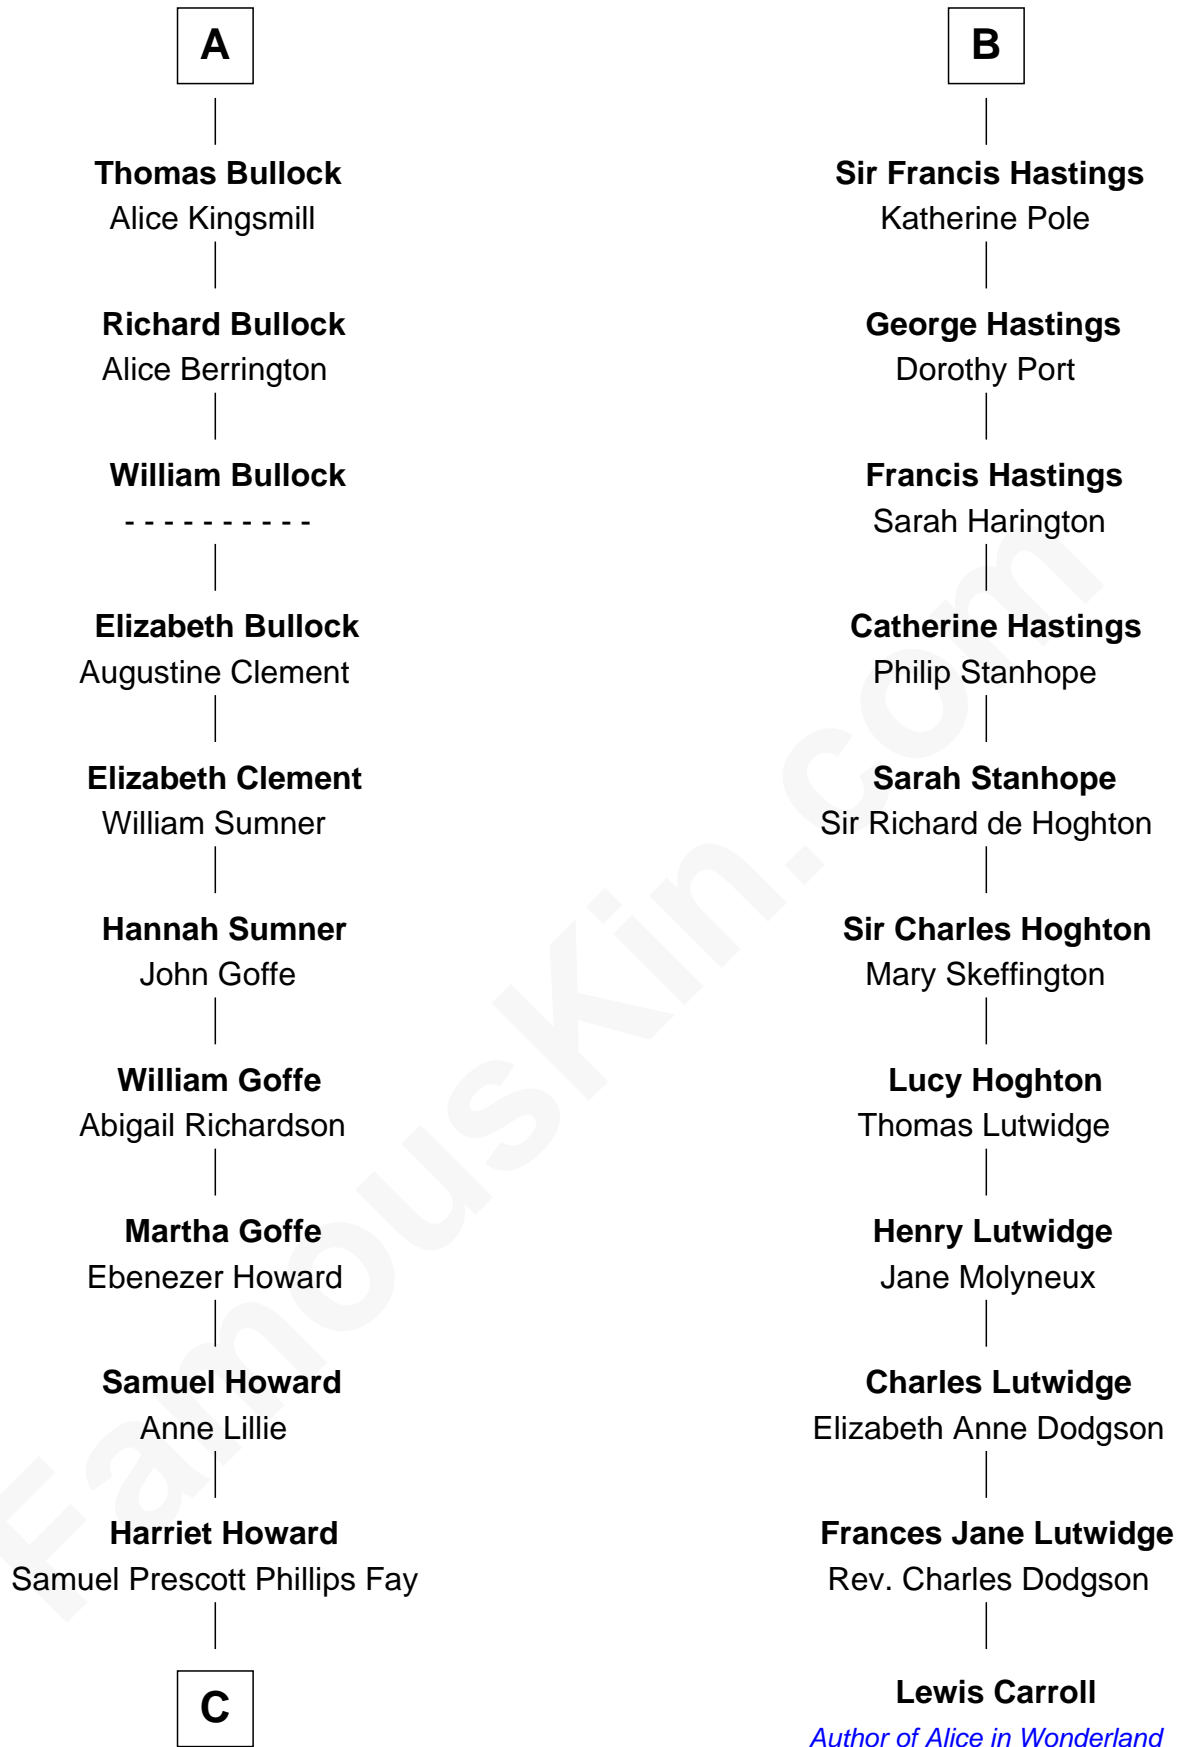 A
Thomas Bullock
Alice Kingsmill
Richard Bullock
Alice Berrington
William Bullock
- - - - - - - - - -
Elizabeth Bullock
Augustine Clement
Elizabeth Clement
William Sumner
Hannah Sumner
John Goffe
William Goffe
Abigail Richardson
Martha Goffe
Ebenezer Howard
Samuel Howard
Anne Lillie
Harriet Howard
Samuel Prescott Phillips Fay
C
B
Sir Francis Hastings
Katherine Pole
George Hastings
Dorothy Port
Francis Hastings
Sarah Harington
Catherine Hastings
Philip Stanhope
Sarah Stanhope
Sir Richard de Hoghton
Sir Charles Hoghton
Mary Skeffington
Lucy Hoghton
Thomas Lutwidge
Henry Lutwidge
Jane Molyneux
Charles Lutwidge
Elizabeth Anne Dodgson
Frances Jane Lutwidge
Rev. Charles Dodgson
Lewis Carroll
Author of Alice in Wonderland
FamousKin.com